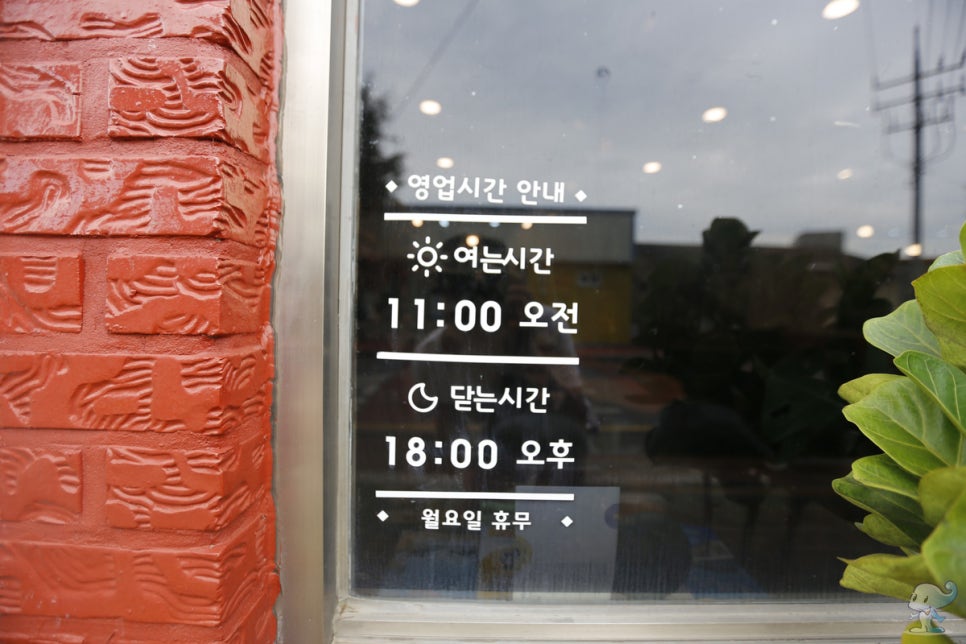 영업시간 안내
여는시간
11:00 오전
닫는시간
18:00 오후
월요일 휴무